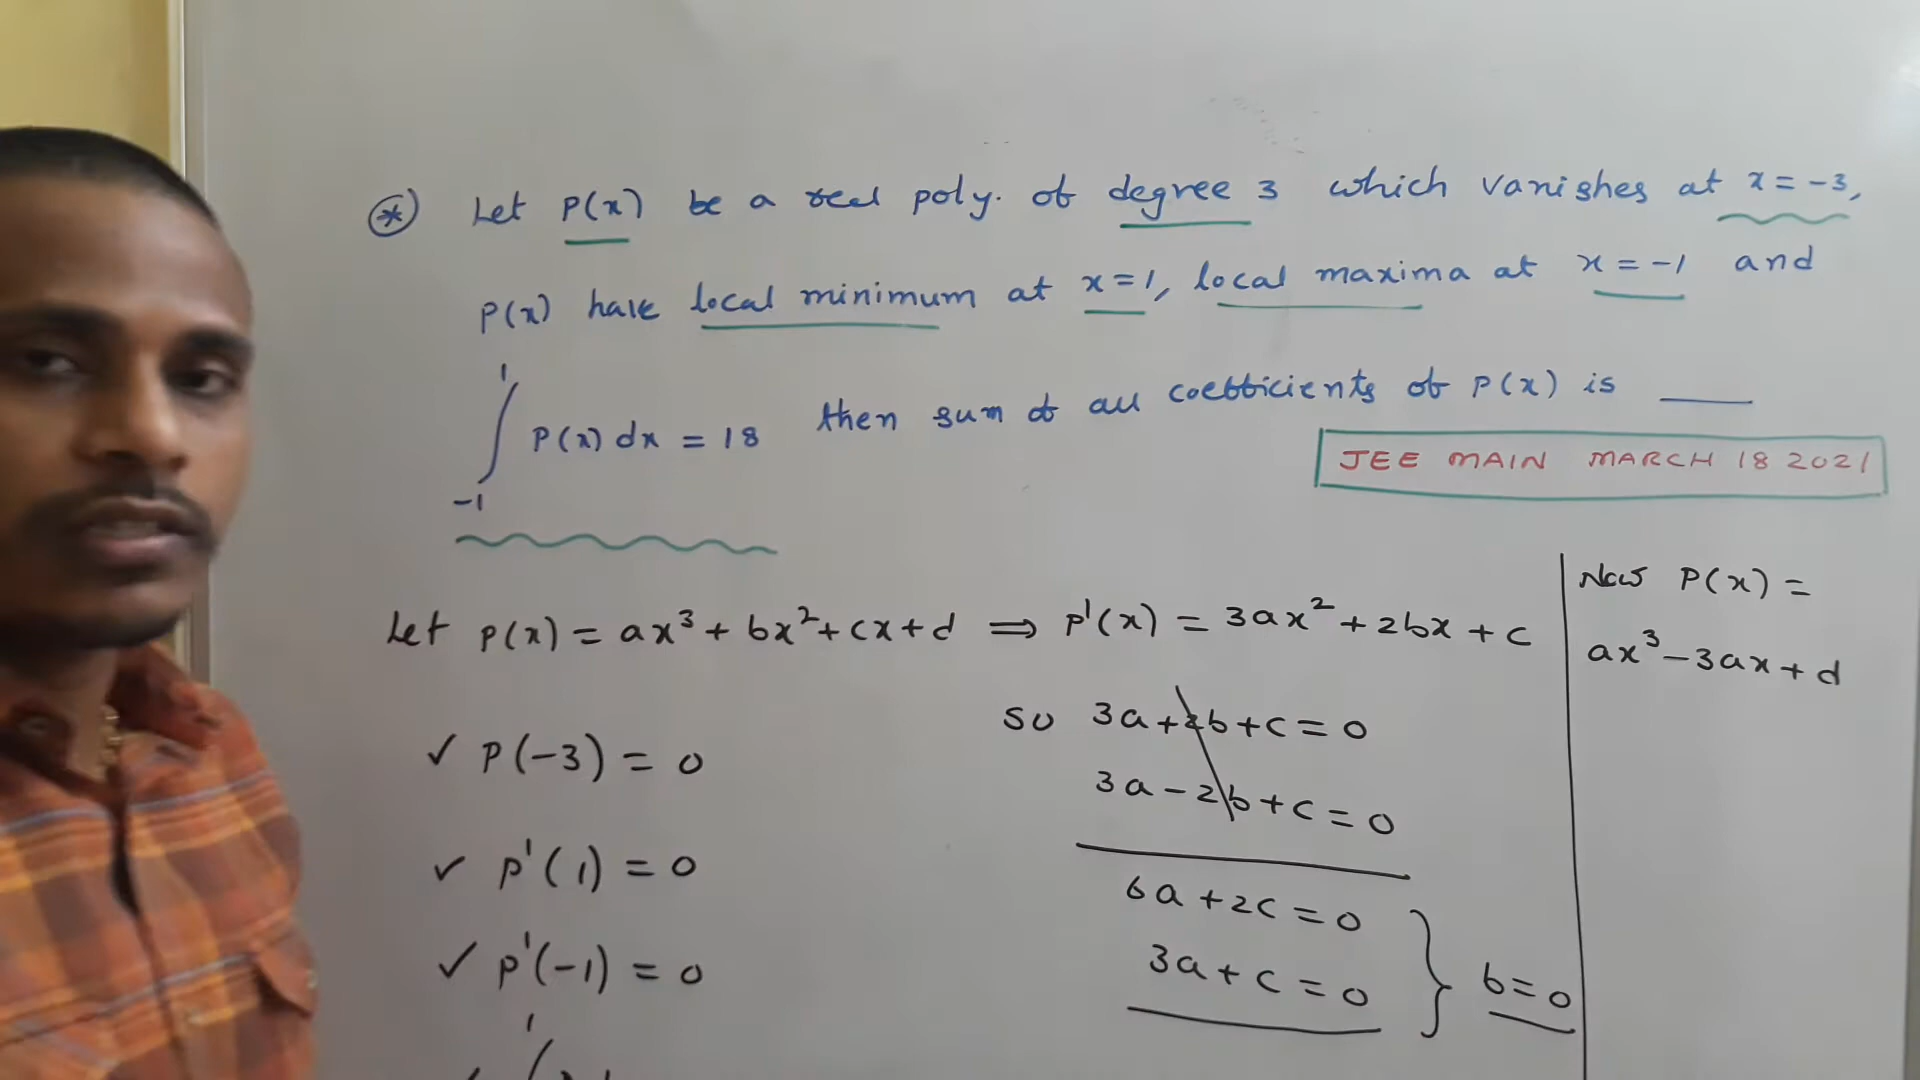 * Let P(x) be a real poly. of degree 3 which vanishes at x = -3,
P(x) have local minimum at x = 1, local maxima at x = -1 and
∫_{-1}^{1} P(x) dx = 18 then sum of all coefficients of P(x) is ____
JEE MAIN MARCH 18 2021
Let P(x) = ax³ + bx² + cx + d ⇒ P'(x) = 3ax² + 2bx + c
✓ P(-3) = 0
✓ P'(1) = 0
✓ P'(-1) = 0
1
so 3a + 2b + c = 0
3a - 2b + c = 0
6a + 2c = 0
3a + c = 0 } b = 0
Now P(x) =
ax³ - 3ax + d